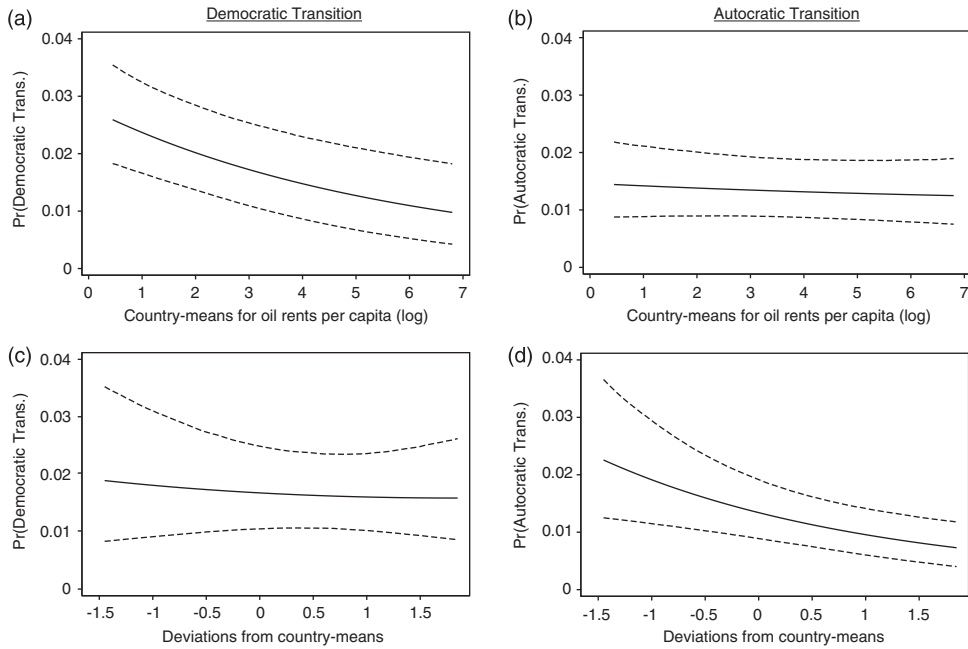 (a)
Democratic Transition
(b)
Autocratic Transition
0.04
0.03
0.02
0.01
0
Pr(Democratic Trans.)
0 1 2 3 4 5 6 7
Country-means for oil rents per capita (log)
0.04
0.03
0.02
0.01
0
Pr(Autocratic Trans.)
0 1 2 3 4 5 6 7
Country-means for oil rents per capita (log)
(c)
0.04
0.03
0.02
0.01
0
Pr(Democratic Trans.)
-1.5 -1 -0.5 0 0.5 1 1.5
Deviations from country-means
(d)
0.04
0.03
0.02
0.01
0
Pr(Autocratic Trans.)
-1.5 -1 -0.5 0 0.5 1 1.5
Deviations from country-means